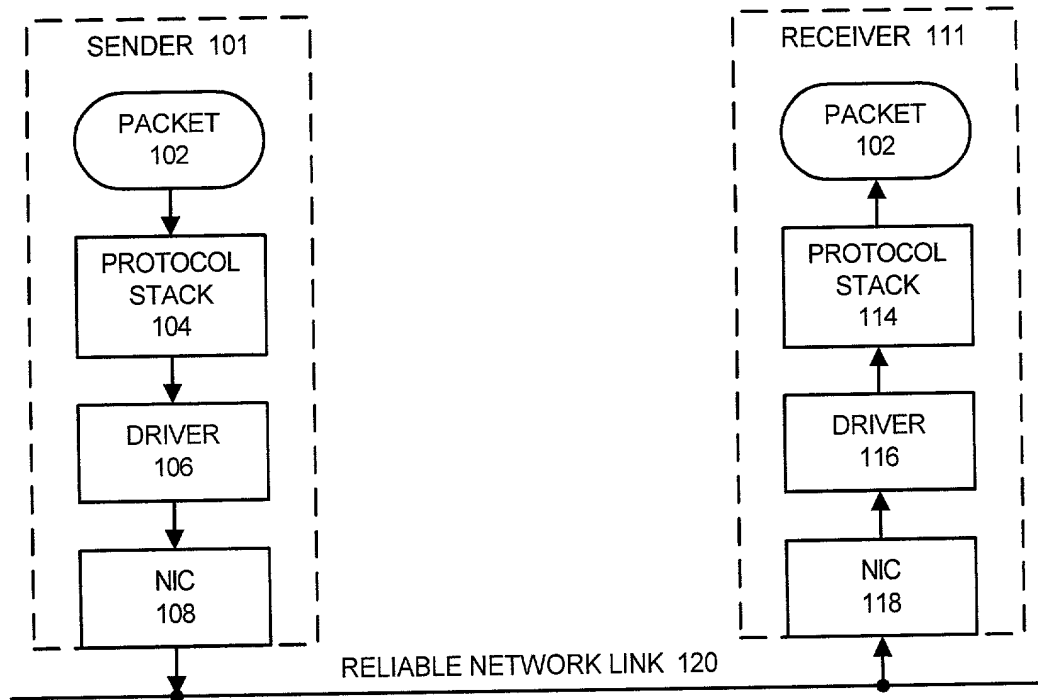 SENDER 101
PACKET
102
PROTOCOL
STACK
104
DRIVER
106
NIC
108
RECEIVER 111
PACKET
102
PROTOCOL
STACK
114
DRIVER
116
NIC
118
RELIABLE NETWORK LINK 120